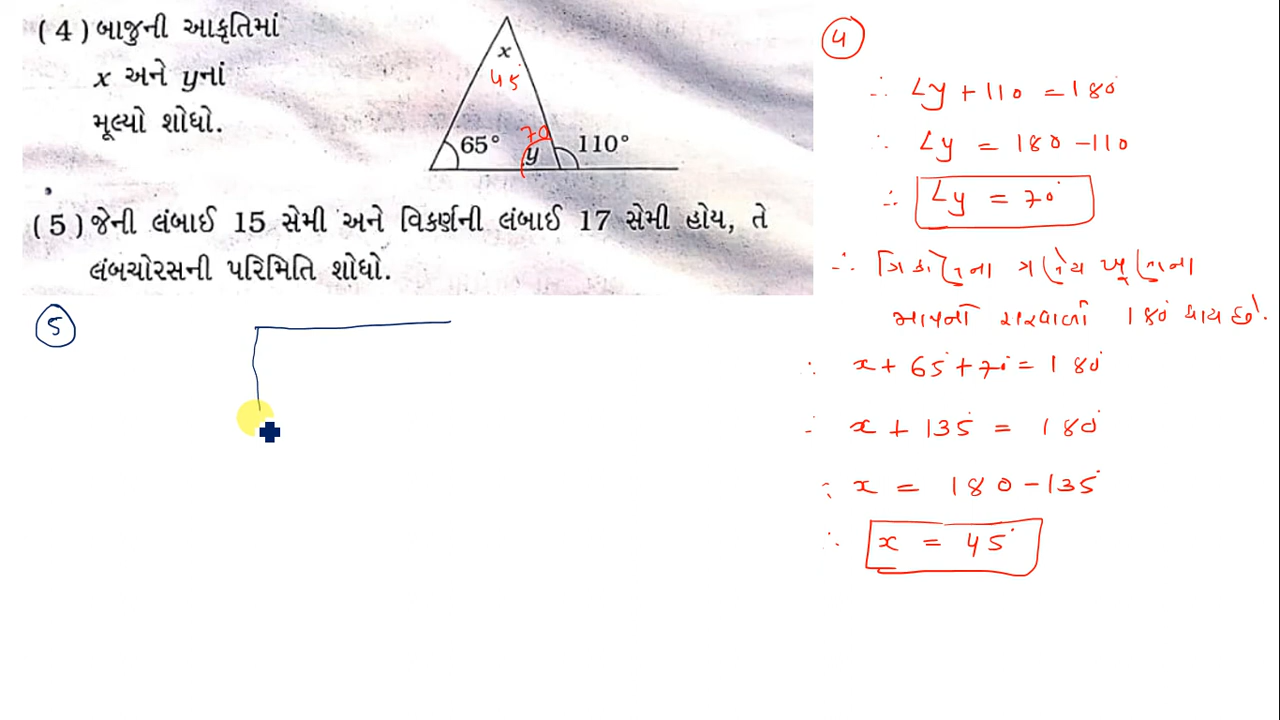 (4) બાજુની આકૃતિમાં
x અને yનાં
મૂલ્યો શોધો.
x
45
65°
70
y
110°
(5) જેની લંબાઈ 15 સેમી અને વિકર્ણની લંબાઈ 17 સેમી હોય, તે
લંબચોરસની પરિમિતિ શોધો.
5
4
∴ ∠y + 110 = 180°
∴ ∠y = 180 - 110
∴ ∠y = 70°
∴ ત્રિકોણના ત્રણેય ખૂણાના
માપનો સરવાળો 180° થાય છે.
∴ x + 65° + 70° = 180°
∴ x + 135° = 180°
∴ x = 180 - 135°
∴ x = 45°